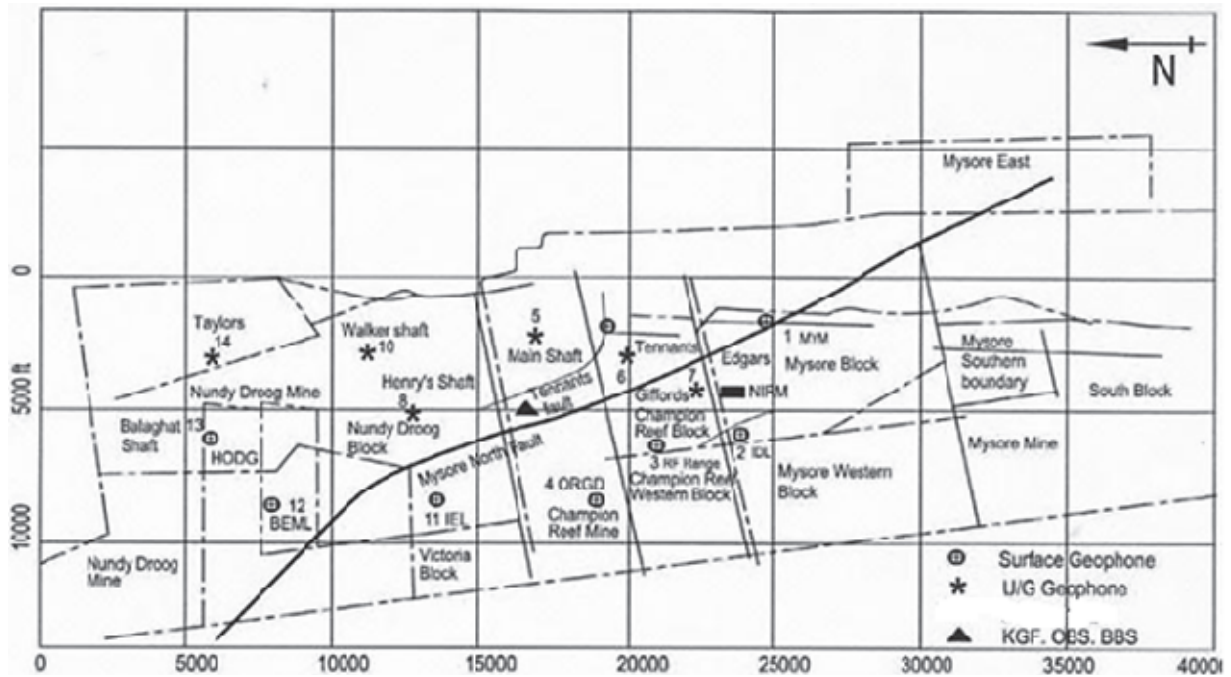 N
Mysore East
0
Taylors
14
Walker shaft
10
5
Main Shaft
1 MYM
Tennants
6
Edgars
Mysore Block
Mysore
Southern
boundary
South Block
Henry's Shaft
8
Tennants
fault
7
Giffords
NIRM
Nundy Droog Mine
5000 ft
Balaghat 13
Shaft
HODG
Nundy Droog
Block
Champion
Reef Block
2 IDL
Mysore North Fault
3 RF Range
Champion Reef
Western Block
Mysore Western
Block
Mysore Mine
12
BEML
11 IEL
4 ORGD
Champion
Reef Mine
1000
Nundy Droog
Mine
Victoria
Block
Surface Geophone
U/G Geophone
KGF. OBS. BBS
0 5000 10000 15000 20000 25000 30000 35000 4000